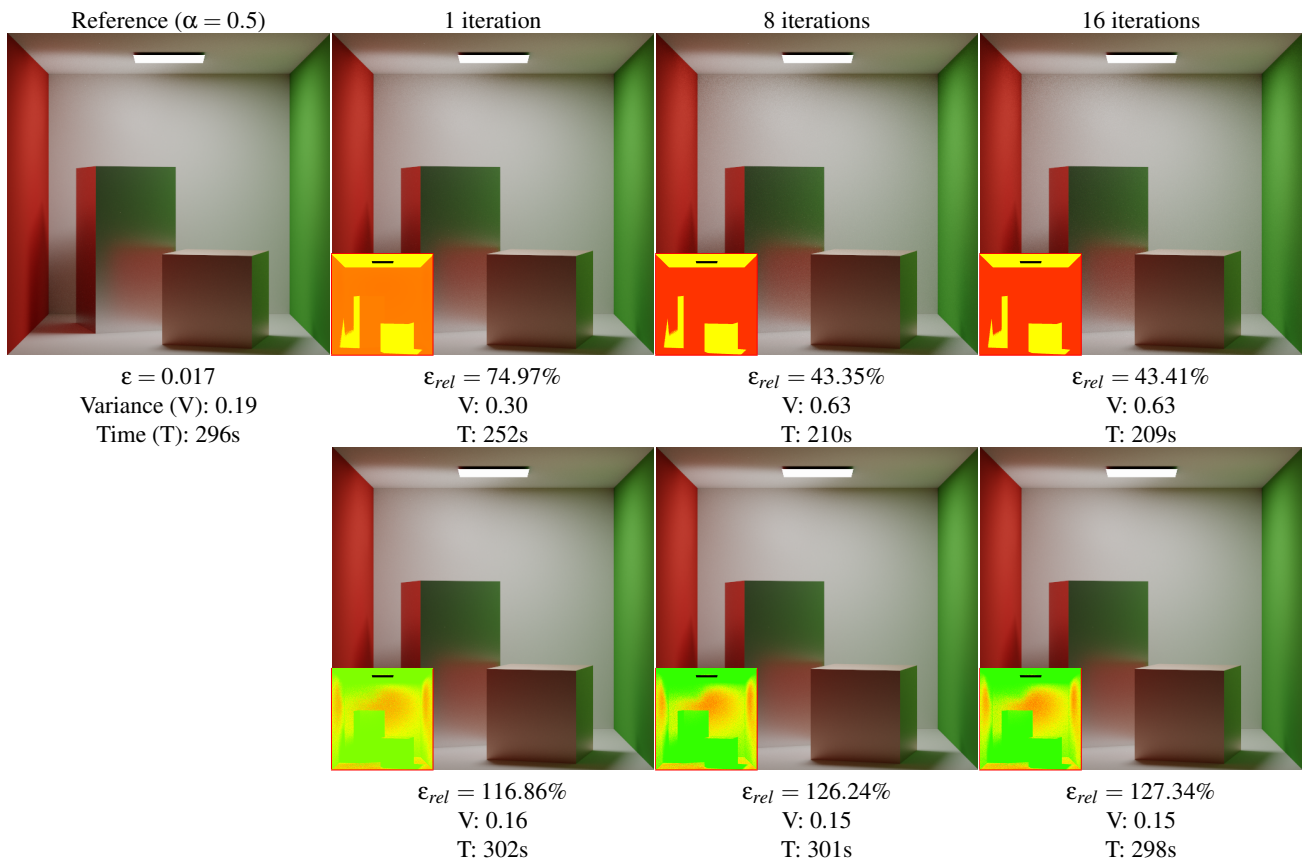 Reference (α = 0.5)
1 iteration
8 iterations
16 iterations
ε = 0.017
Variance (V): 0.19
Time (T): 296s
ε_rel = 74.97%
V: 0.30
T: 252s
ε_rel = 43.35%
V: 0.63
T: 210s
ε_rel = 43.41%
V: 0.63
T: 209s
ε_rel = 116.86%
V: 0.16
T: 302s
ε_rel = 126.24%
V: 0.15
T: 301s
ε_rel = 127.34%
V: 0.15
T: 298s